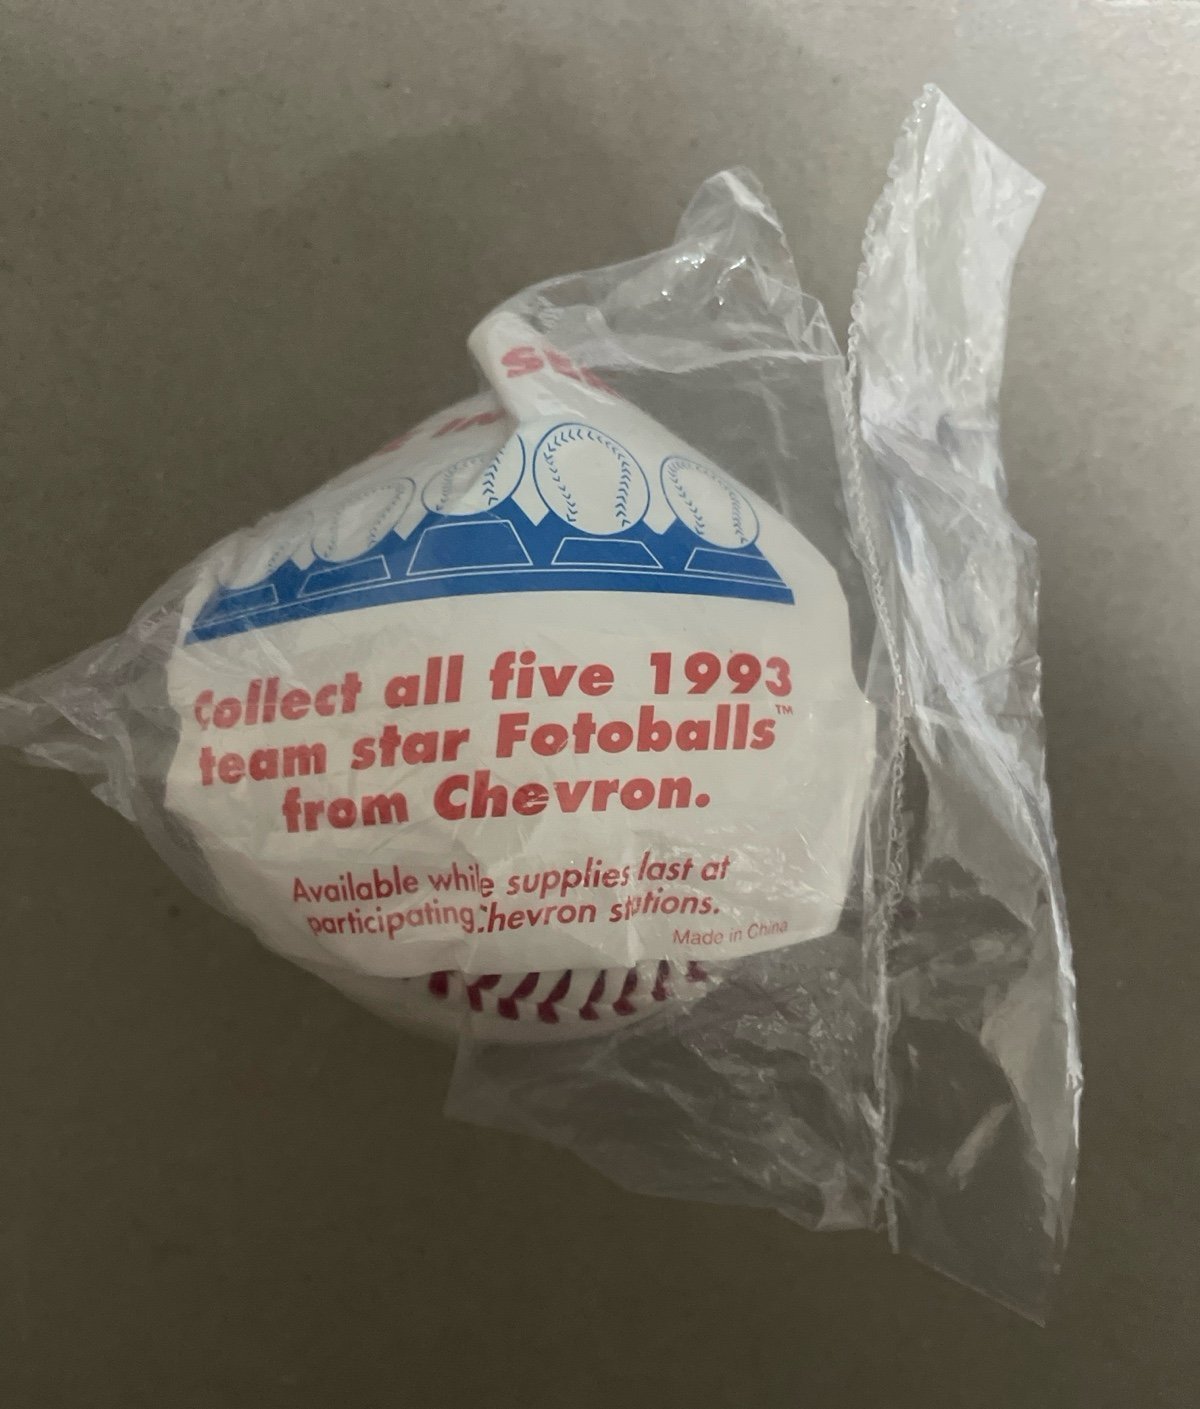 Collect all five 1993
team star Fotoballs™
from Chevron.
Available while supplies last at
participating Chevron stations.
Made in China